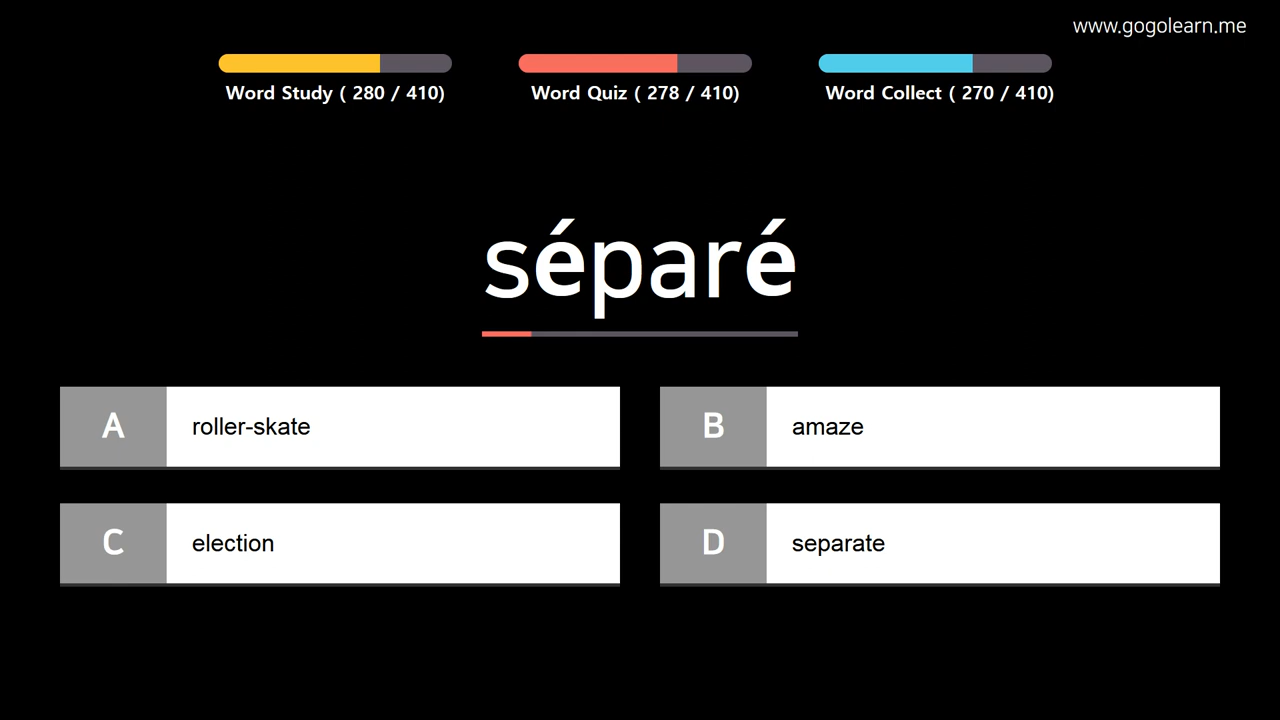 www.gogolearn.me
Word Study ( 280 / 410)
Word Quiz ( 278 / 410)
Word Collect ( 270 / 410)
séparé
A roller-skate
B amaze
C election
D separate